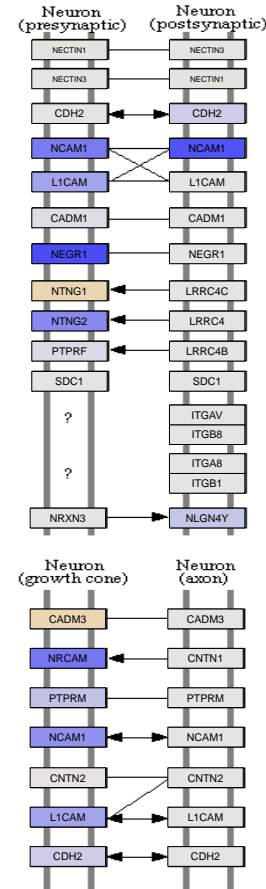 Neuron Neuron
(presynaptic) (postsynaptic)
NECTIN1 NECTIN3
NECTIN3 NECTIN1
CDH2 CDH2
NCAM1 NCAM1
L1CAM L1CAM
CADM1 CADM1
NEGR1 NEGR1
NTNG1 LRRC4C
NTNG2 LRRC4
PTPRF LRRC4B
SDC1 SDC1
? ITGAV
ITGB8
? ITGA8
ITGB1
NRXN3 NLGN4Y
Neuron Neuron
(growth cone) (axon)
CADM3 CADM3
NRCAM CNTN1
PTPRM PTPRM
NCAM1 NCAM1
CNTN2 CNTN2
L1CAM L1CAM
CDH2 CDH2